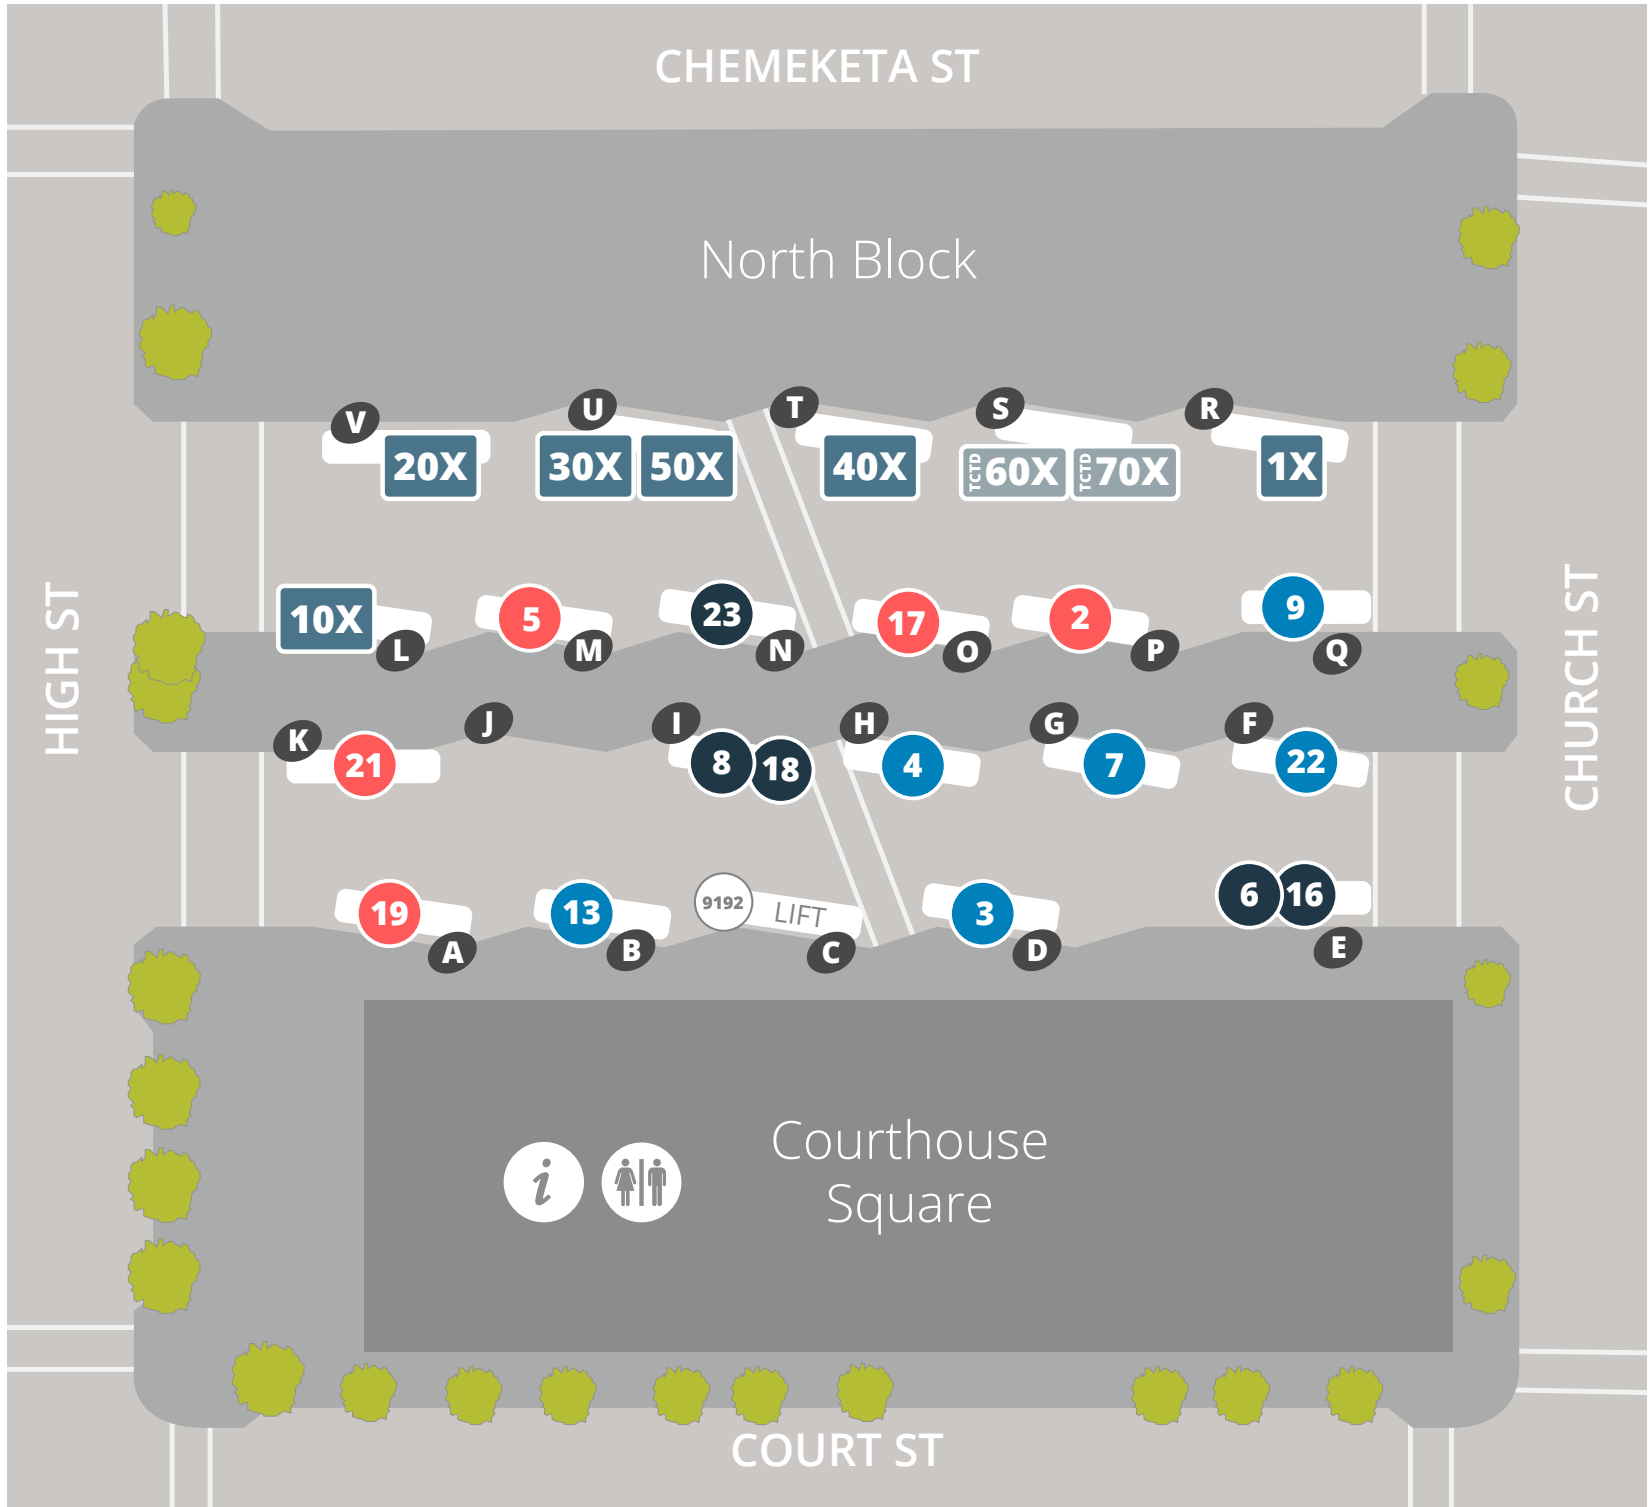 CHEMEKETA ST
North Block
V
U
T
S
R
20X
30X
50X
40X
TCTD 60X
TCTD 70X
1X
10X
5
23
17
2
9
L
M
N
O
P
Q
HIGH ST
CHURCH ST
K
J
I
H
G
F
21
8
18
4
7
22
19
13
9192
LIFT
3
6
16
A
B
C
D
E
i
Courthouse
Square
COURT ST